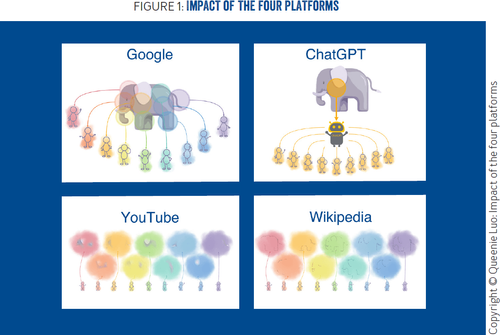 FIGURE 1: IMPACT OF THE FOUR PLATFORMS
Google
ChatGPT
YouTube
Wikipedia
Copyright © Queenie Luo: Impact of the four platforms